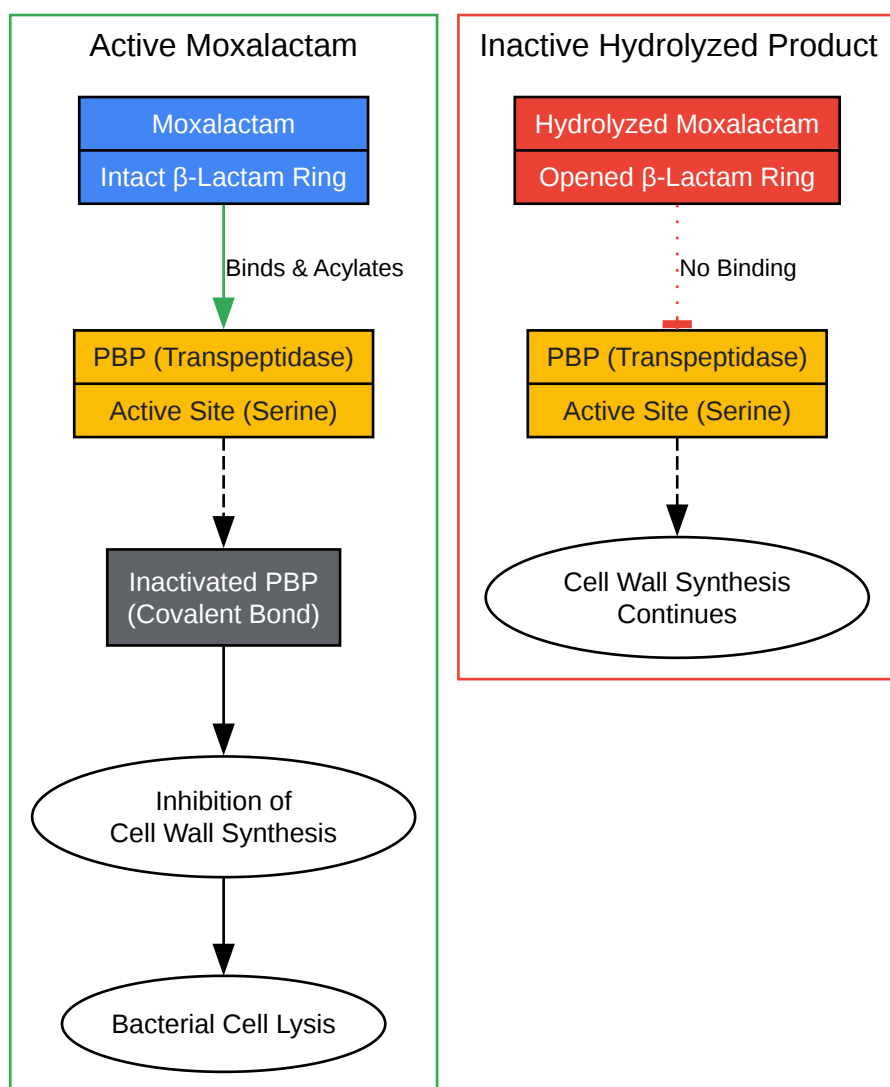 Active Moxalactam
Moxalactam
Intact β-Lactam Ring
Binds & Acylates
PBP (Transpeptidase)
Active Site (Serine)
Inactivated PBP
(Covalent Bond)
Inhibition of
Cell Wall Synthesis
Bacterial Cell Lysis
Inactive Hydrolyzed Product
Hydrolyzed Moxalactam
Opened β-Lactam Ring
No Binding
PBP (Transpeptidase)
Active Site (Serine)
Cell Wall Synthesis
Continues